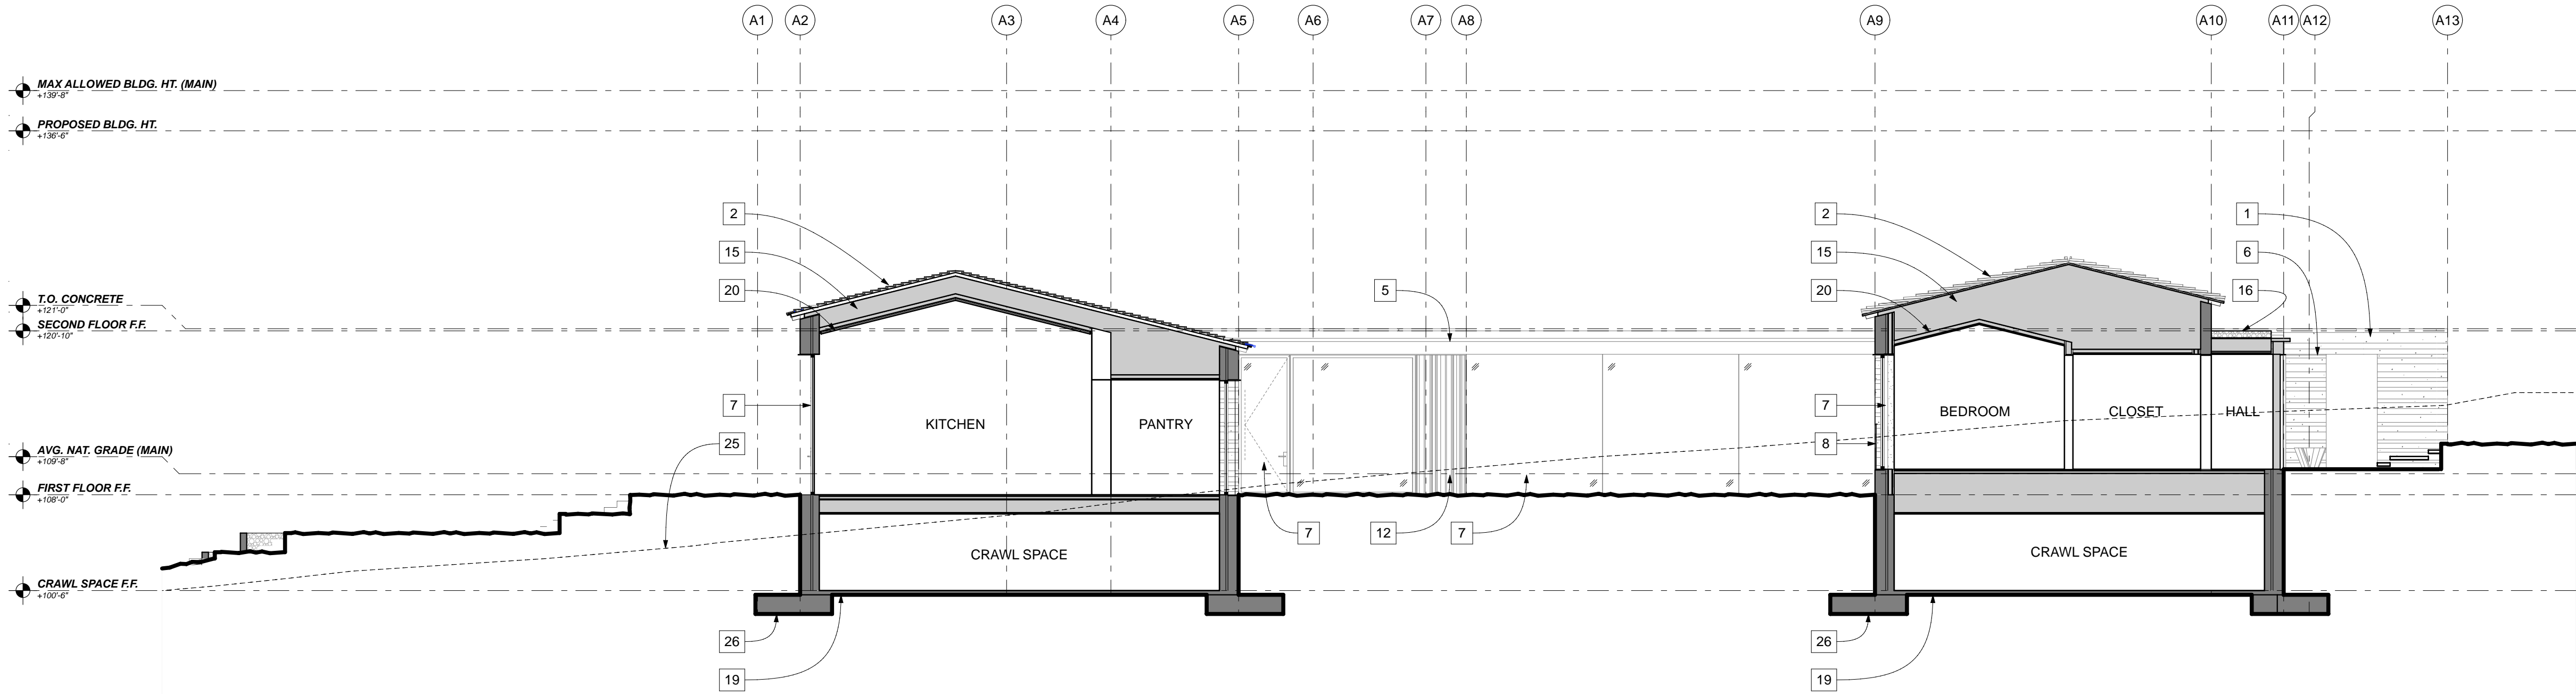 A1 A2 A3 A4 A5 A6 A7 A8 A9 A10 A11 A12 A13
MAX ALLOWED BLDG. HT. (MAIN)
+139'-8"
PROPOSED BLDG. HT.
+136'-6"
2 2 1
15 15 6
20 5 20 16
T.O. CONCRETE
+121'-0"
SECOND FLOOR F.F.
+120'-10"
7 7
KITCHEN PANTRY BEDROOM CLOSET HALL
25 8
AVG. NAT. GRADE (MAIN)
+109'-8"
FIRST FLOOR F.F.
+108'-0"
7 12 7
CRAWL SPACE CRAWL SPACE
CRAWL SPACE F.F.
+100'-6"
26 26
19 19